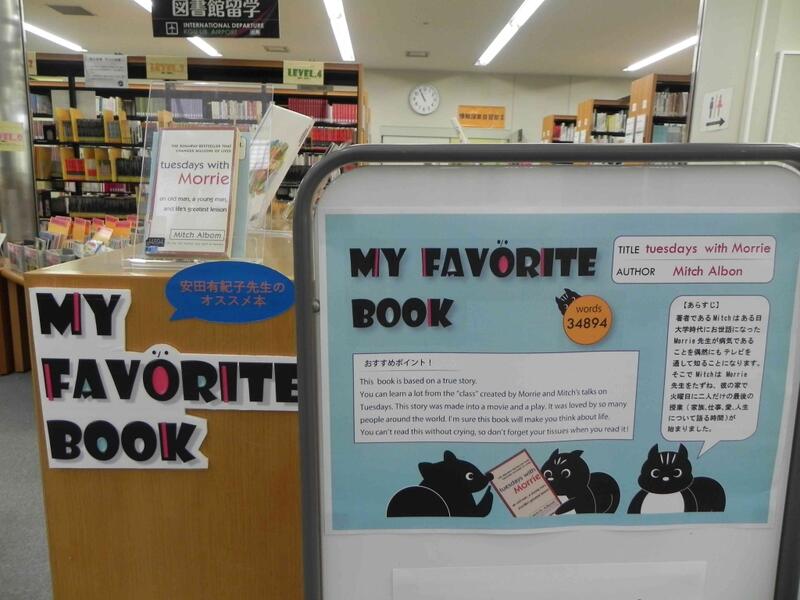 図書館留学
INTERNATIONAL DEPARTURE
LEVEL.4
THE RUNAWAY BESTSELLER THAT
CHANGED MILLIONS OF LIVES
tuesdays with
Morrie
an old man, a young man,
and life's greatest lesson
Mitch Albom
安田有紀子先生の
オススメ本
MY
FAVORITE
BOOK
MY FAVORITE
BOOK
words
34894
TITLE tuesdays with Morrie
AUTHOR Mitch Albon
おすすめポイント!
This book is based on a true story.
You can learn a lot from the "class" created by Morrie and Mitch's talks on
Tuesdays. This story was made into a movie and a play. It was loved by so many
people around the world. I'm sure this book will make you think about life.
You can't read this without crying, so don't forget your tissues when you read it!
【あらすじ】
著者であるMitchはある日
大学時代にお世話になった
Morrie先生が病気である
ことを偶然にもテレビを
通して知ることになります。
そこでMitchは Morrie
先生をたずね、彼の家で
火曜日に二人だけの最後の
授業（家族、仕事、愛、人生
について語る時間）が
始まりました。
tuesdays with
Morrie